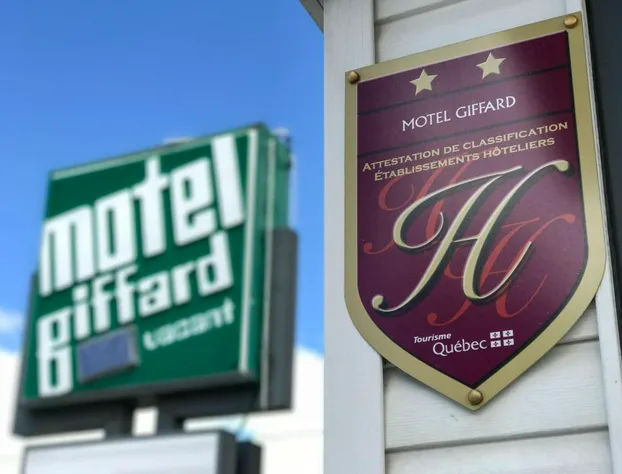 motel
giffard
vacant
MOTEL GIFFARD
ATTESTATION DE CLASSIFICATION
ÉTABLISSEMENTS HÔTELIERS
H
Tourisme
Québec